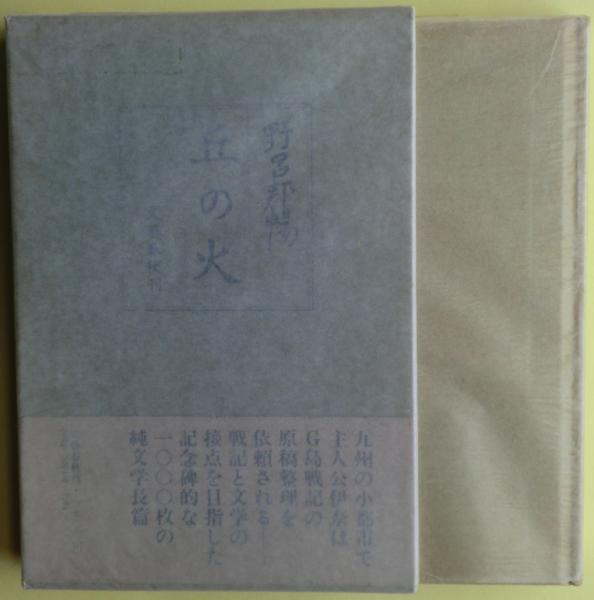 野呂邦暢
丘の火
文藝春秋刊
九州の小都市で
主人公伊奈は
G島戦記の
原稿整理を
依頼される──
戦記と文学の
接点を目指した
記念碑的な
一〇〇〇枚の
純文学長篇